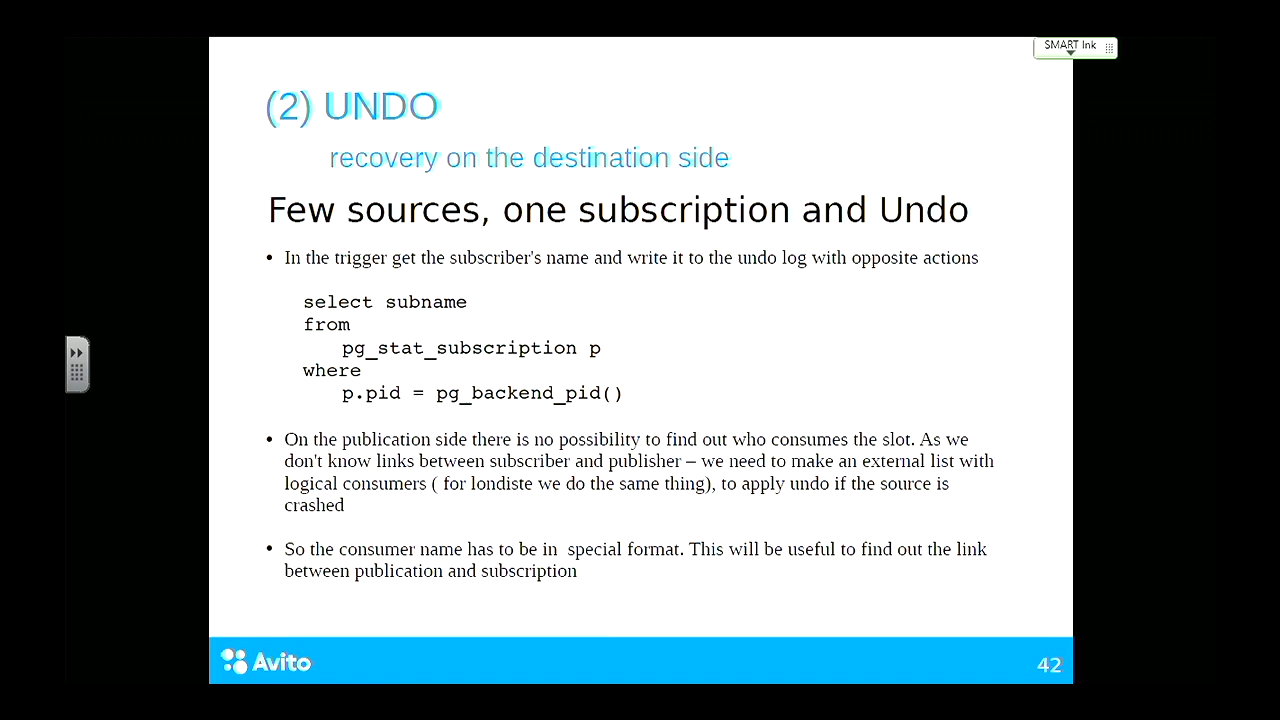 SMART Ink
(2) UNDO
recovery on the destination side
Few sources, one subscription and Undo
• In the trigger get the subscriber's name and write it to the undo log with opposite actions
select subname
from
pg_stat_subscription p
where
p.pid = pg_backend_pid()
• On the publication side there is no possibility to find out who consumes the slot. As we
don't know links between subscriber and publisher – we need to make an external list with
logical consumers ( for londiste we do the same thing), to apply undo if the source is
crashed
• So the consumer name has to be in  special format. This will be useful to find out the link
between publication and subscription
Avito
42